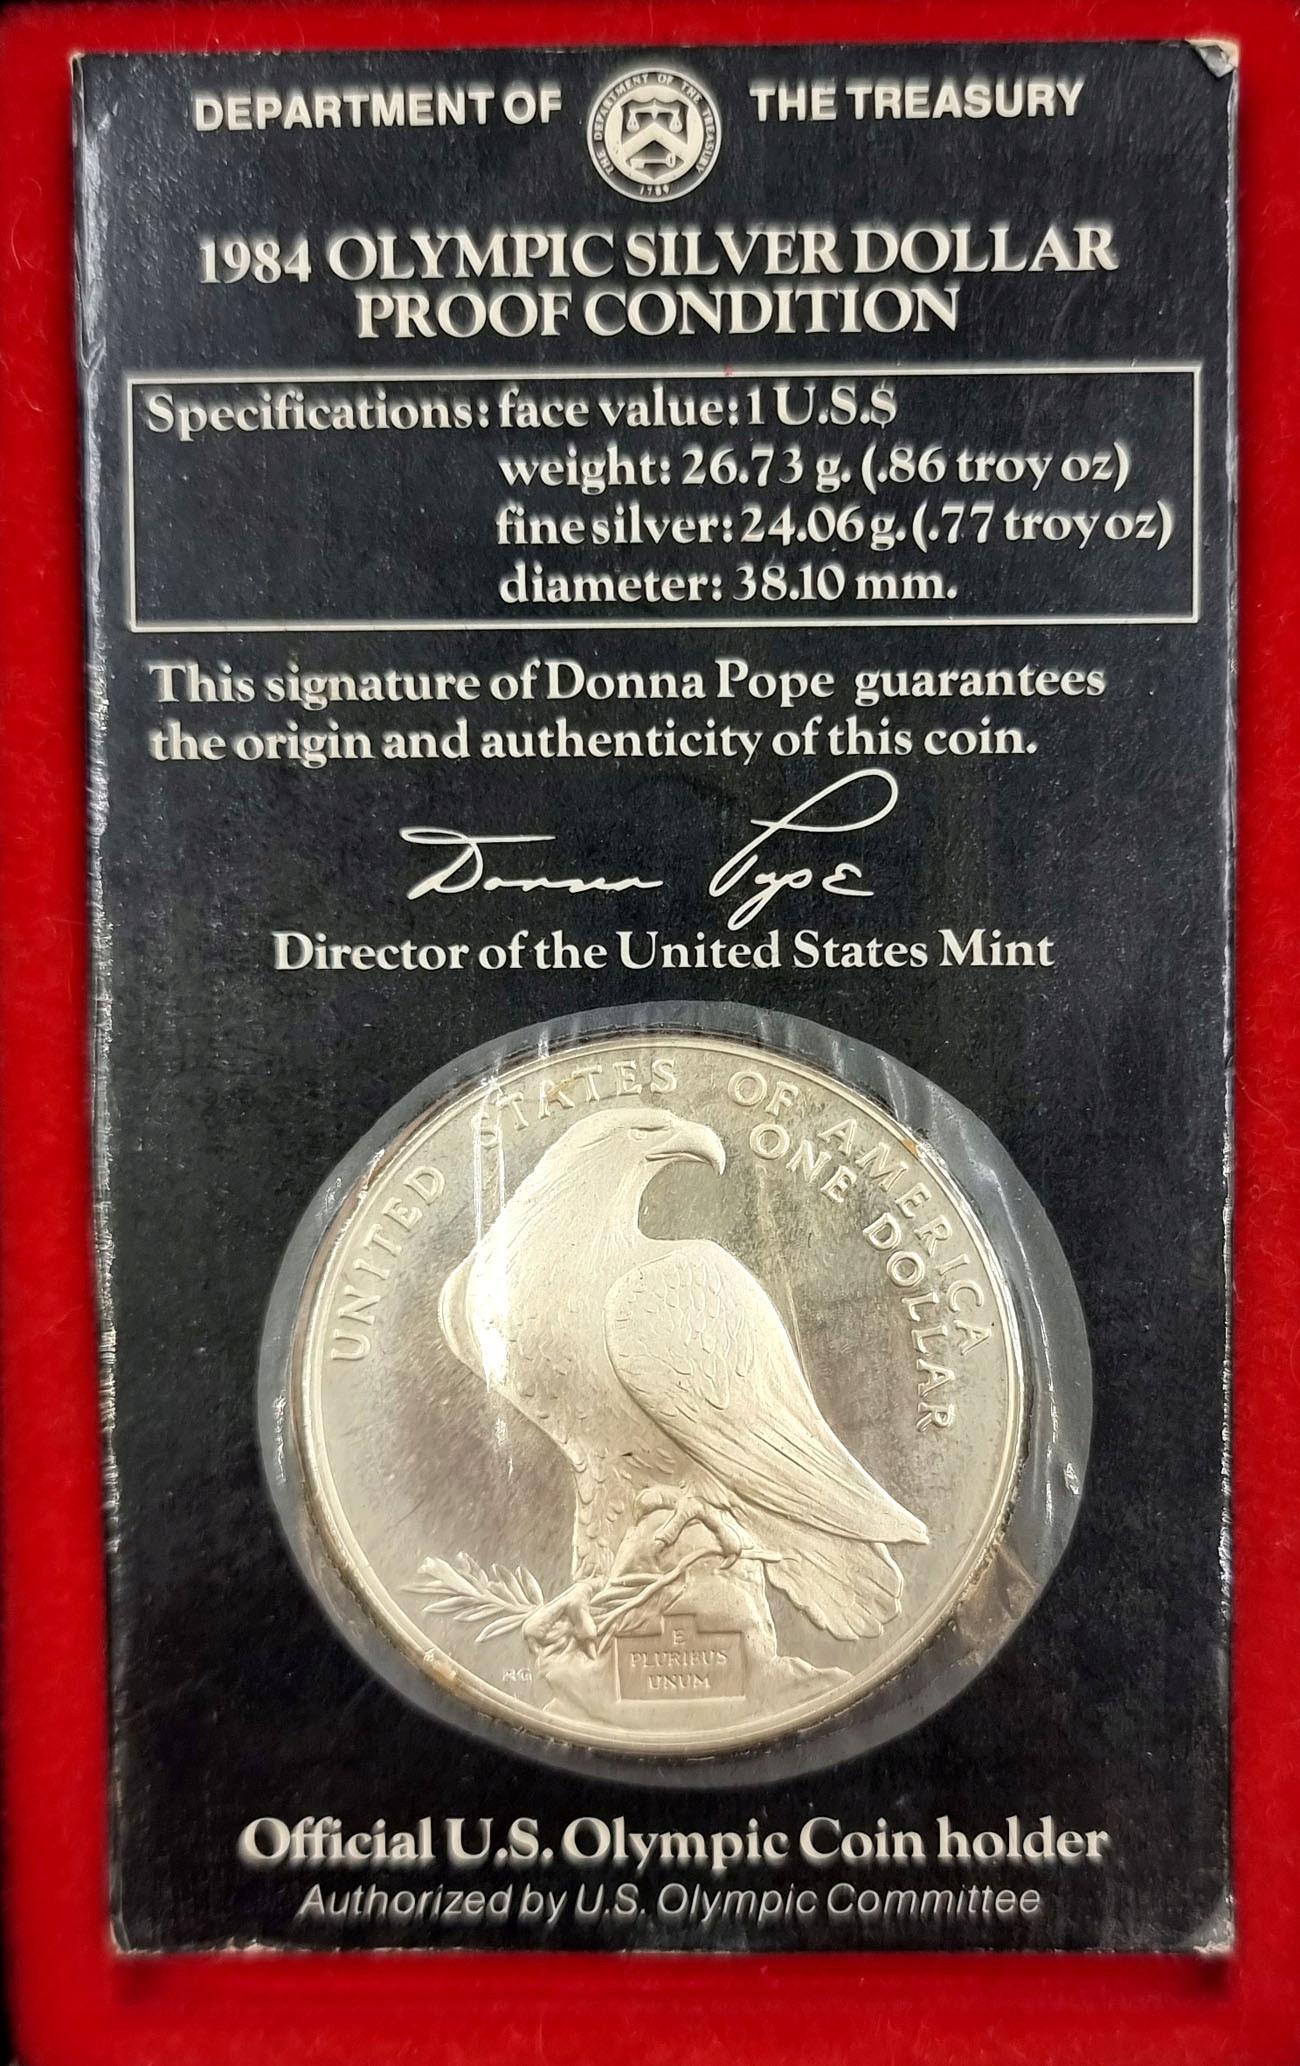 DEPARTMENT OF THE TREASURY
THE DEPARTMENT OF THE TREASURY
1789
1984 OLYMPIC SILVER DOLLAR
PROOF CONDITION
Specifications: face value: 1 U.S.$
weight: 26.73 g. (.86 troy oz)
fine silver: 24.06 g. (.77 troy oz)
diameter: 38.10 mm.
This signature of Donna Pope guarantees
the origin and authenticity of this coin.
Donna Pope
Director of the United States Mint
UNITED STATES OF AMERICA
ONE DOLLAR
E
PLURIBUS
UNUM
Official U.S. Olympic Coin holder
Authorized by U.S. Olympic Committee